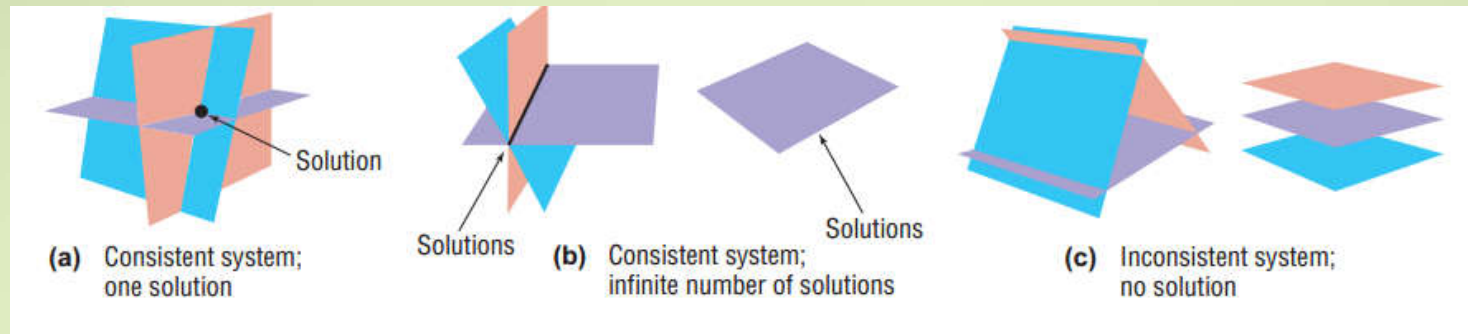 Solution
(a) Consistent system;
one solution
Solutions
Solutions
(b) Consistent system;
infinite number of solutions
(c) Inconsistent system;
no solution